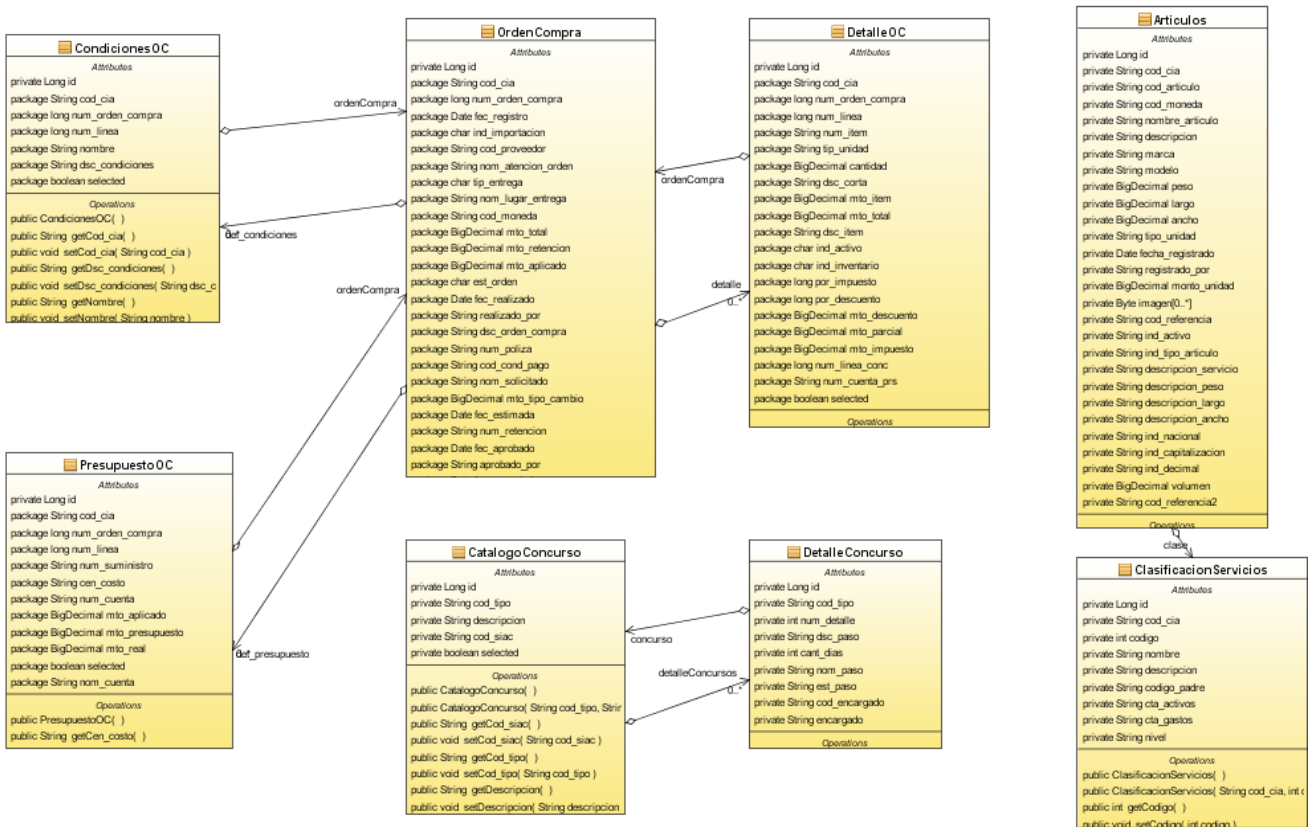 CondicionesOC
Attributes
private Long id
package String cod_cia
package long num_orden_compra
package long num_linea
package String nombre
package String dsc_condiciones
package boolean selected
Operations
public CondicionesOC( )
public String getCod_cia( )
public void setCod_cia( String cod_cia )
public String getDsc_condiciones( )
public void setDsc_condiciones( String dsc_c
public String getNombre( )
public void setNombre( String nombre )
ordenCompra
def_condiciones
OrdenCompra
Attributes
private Long id
package String cod_cia
package long num_orden_compra
package Date fec_registro
package char ind_importacion
package String cod_proveedor
package String nom_atencion_orden
package char tip_entrega
package String nom_lugar_entrega
package String cod_moneda
package BigDecimal mto_total
package BigDecimal mto_retencion
package BigDecimal mto_aplicado
package char est_orden
package Date fec_realizado
package String realizado_por
package String dsc_orden_compra
package String num_poliza
package String cod_cond_pago
package String nom_solicitado
package BigDecimal mto_tipo_cambio
package Date fec_estimada
package String num_retencion
package Date fec_aprobado
package String aprobado_por
ordenCompra
detalle
0..*
DetalleOC
Attributes
private Long id
package String cod_cia
package long num_orden_compra
package long num_linea
package String num_item
package String tip_unidad
package BigDecimal cantidad
package String dsc_corta
package BigDecimal mto_item
package BigDecimal mto_total
package String dsc_item
package char ind_activo
package char ind_inventario
package long por_impuesto
package long por_descuento
package BigDecimal mto_descuento
package BigDecimal mto_parcial
package BigDecimal mto_impuesto
package long num_linea_conc
package String num_cuenta_prs
package boolean selected
Operations
Articulos
Attributes
private Long id
private String cod_cia
private String cod_articulo
private String cod_moneda
private String nombre_articulo
private String descripcion
private String marca
private String modelo
private BigDecimal peso
private BigDecimal largo
private BigDecimal ancho
private String tipo_unidad
private Date fecha_registrado
private String registrado_por
private BigDecimal monto_unidad
private Byte imagen[0..*]
private String cod_referencia
private String ind_activo
private String ind_tipo_articulo
private String descripcion_servicio
private String descripcion_peso
private String descripcion_largo
private String descripcion_ancho
private String ind_nacional
private String ind_capitalizacion
private String ind_decimal
private BigDecimal volumen
private String cod_referencia2
Operations
clase
ordenCompra
PresupuestoOC
Attributes
private Long id
package String cod_cia
package long num_orden_compra
package long num_linea
package String num_suministro
package String cen_costo
package String num_cuenta
package BigDecimal mto_aplicado
package BigDecimal mto_presupuesto
package BigDecimal mto_real
package boolean selected
package String nom_cuenta
Operations
public PresupuestoOC( )
public String getCen_costo( )
def_presupuesto
CatalogoConcurso
Attributes
private Long id
private String cod_tipo
private String descripcion
private String cod_siac
private boolean selected
Operations
public CatalogoConcurso( )
public CatalogoConcurso( String cod_tipo, Strir
public String getCod_siac( )
public void setCod_siac( String cod_siac )
public String getCod_tipo( )
public void setCod_tipo( String cod_tipo )
public String getDescripcion( )
public void setDescripcion( String descripcion
concurso
detalleConcursos
0..*
DetalleConcurso
Attributes
private Long id
private String cod_tipo
private int num_detalle
private String dsc_paso
private int cant_dias
private String nom_paso
private String est_paso
private String cod_encargado
private String encargado
Operations
ClasificacionServicios
Attributes
private Long id
private String cod_cia
private int codigo
private String nombre
private String descripcion
private String codigo_padre
private String cta_activos
private String cta_gastos
private String nivel
Operations
public ClasificacionServicios( )
public ClasificacionServicios( String cod_cia, int c
public int getCodigo( )
public void setCodigo( int codigo )